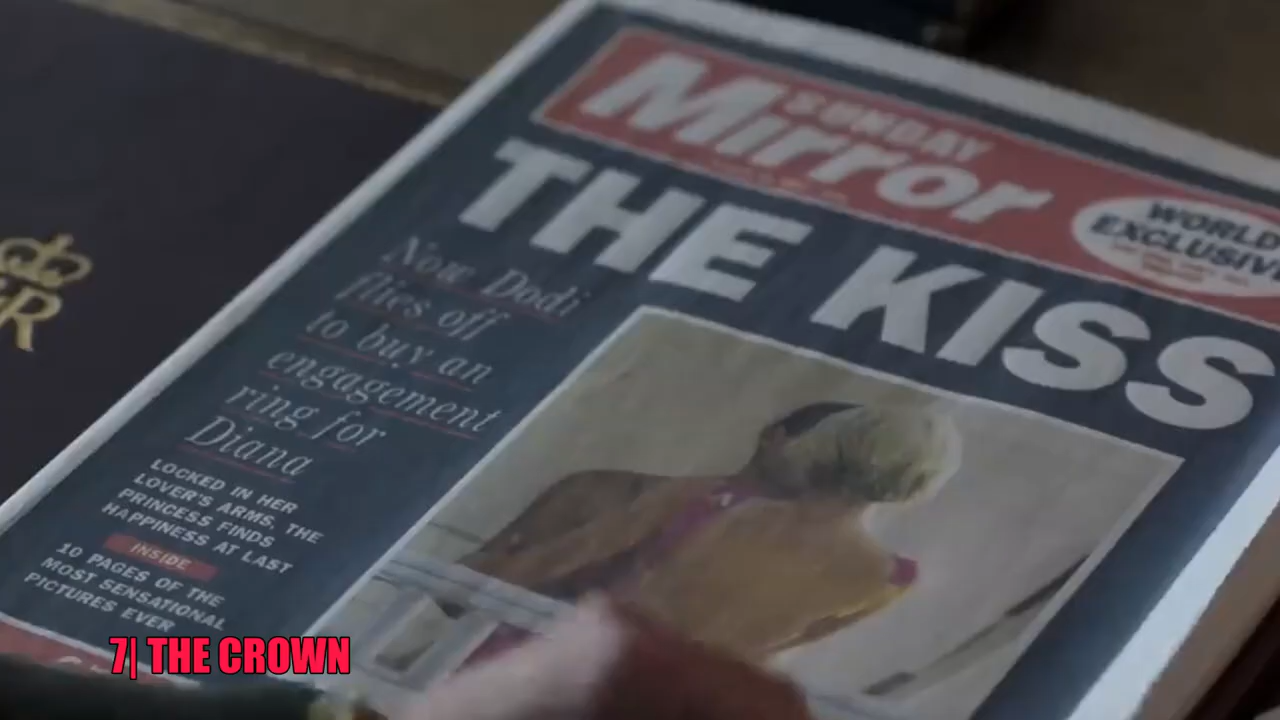 SUNDAY
Mirror
WORLD
EXCLUSIVE
THE KISS
Now Dodi
flies off
to buy an
engagement
ring for
Diana
LOCKED IN HER
LOVER'S ARMS, THE
PRINCESS FINDS
HAPPINESS AT LAST
INSIDE
10 PAGES OF THE
MOST SENSATIONAL
PICTURES EVER
7| THE CROWN